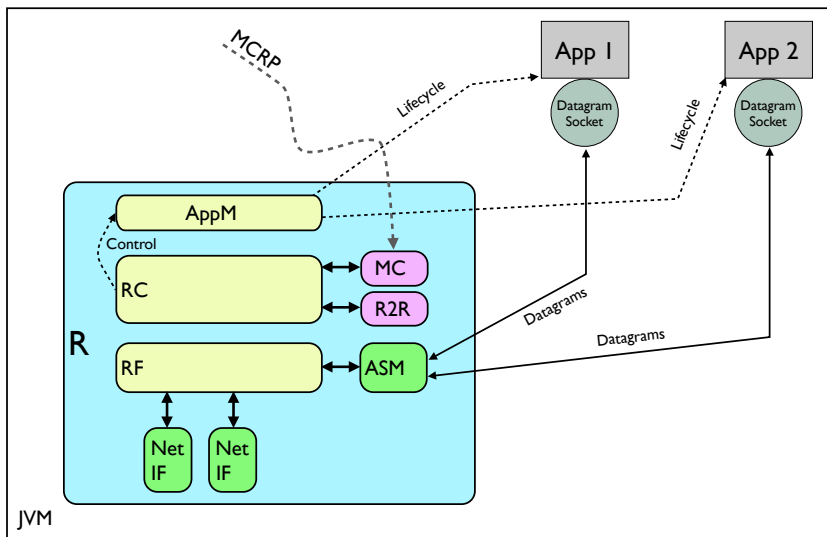 MCRP
App 1
App 2
Lifecycle
Datagram
Socket
Datagram
Socket
Lifecycle
AppM
Control
RC
MC
R2R
Datagrams
Datagrams
R
RF
ASM
Net
IF
Net
IF
JVM